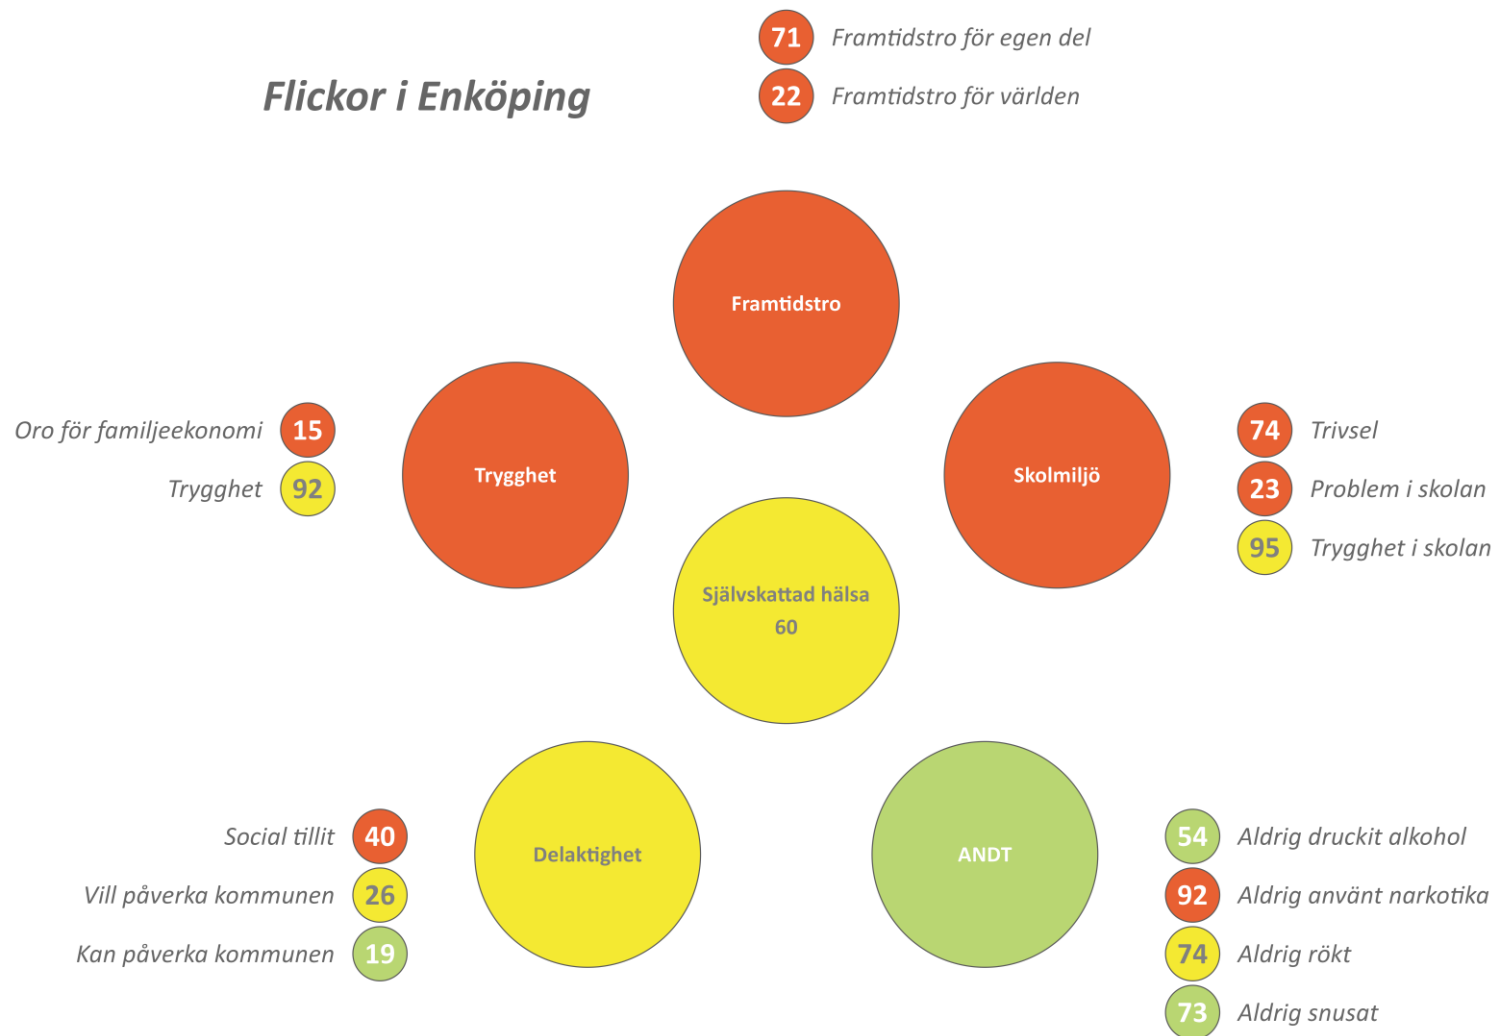 71 Framtidstro för egen del
Flickor i Enköping
22 Framtidstro för världen
Framtidstro
Oro för familjeekonomi 15
Trygghet 92
Trygghet
Skolmiljö
74 Trivsel
23 Problem i skolan
95 Trygghet i skolan
Självskattad hälsa
60
Social tillit 40
Vill påverka kommunen 26
Kan påverka kommunen 19
Delaktighet
ANDT
54 Aldrig druckit alkohol
92 Aldrig använt narkotika
74 Aldrig rökt
73 Aldrig snusat